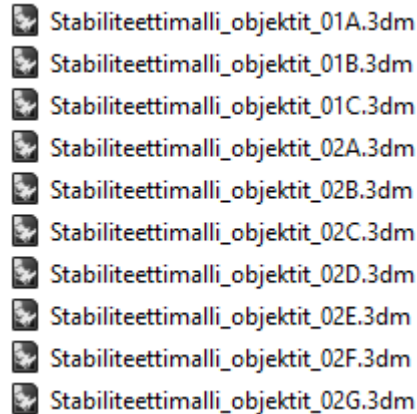 Stabiliteettimalli_objektit_01A.3dm
Stabiliteettimalli_objektit_01B.3dm
Stabiliteettimalli_objektit_01C.3dm
Stabiliteettimalli_objektit_02A.3dm
Stabiliteettimalli_objektit_02B.3dm
Stabiliteettimalli_objektit_02C.3dm
Stabiliteettimalli_objektit_02D.3dm
Stabiliteettimalli_objektit_02E.3dm
Stabiliteettimalli_objektit_02F.3dm
Stabiliteettimalli_objektit_02G.3dm